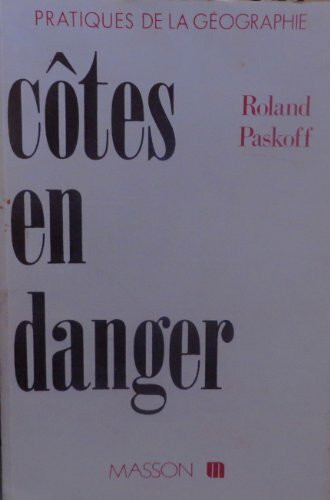 PRATIQUES DE LA GÉOGRAPHIE
côtes
en
danger
Roland
Paskoff
MASSON m